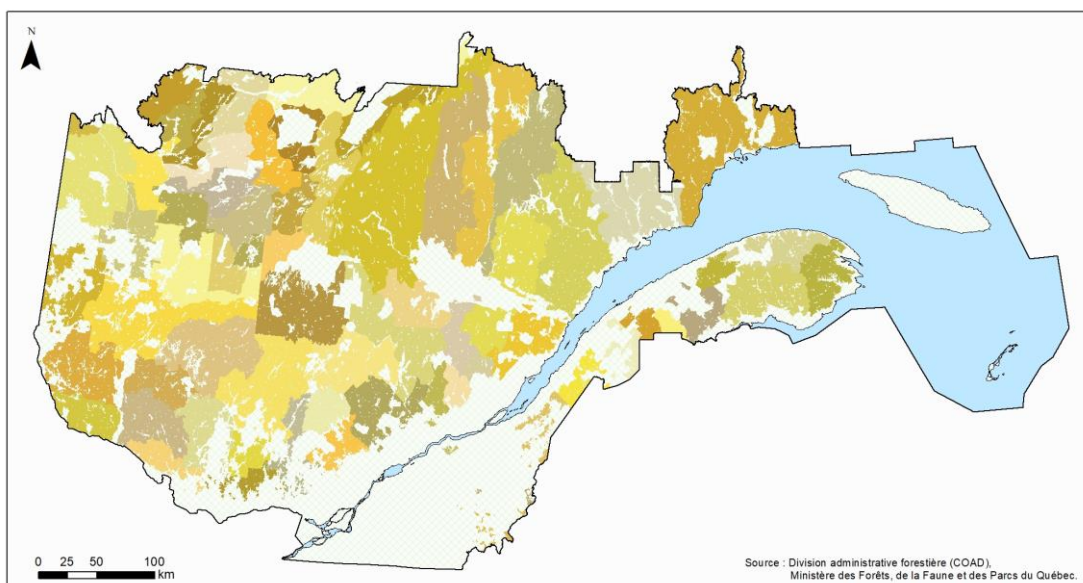 N
0 25 50 100
km
Source : Division administrative forestière (COAD),
Ministère des Forêts, de la Faune et des Parcs du Québec.